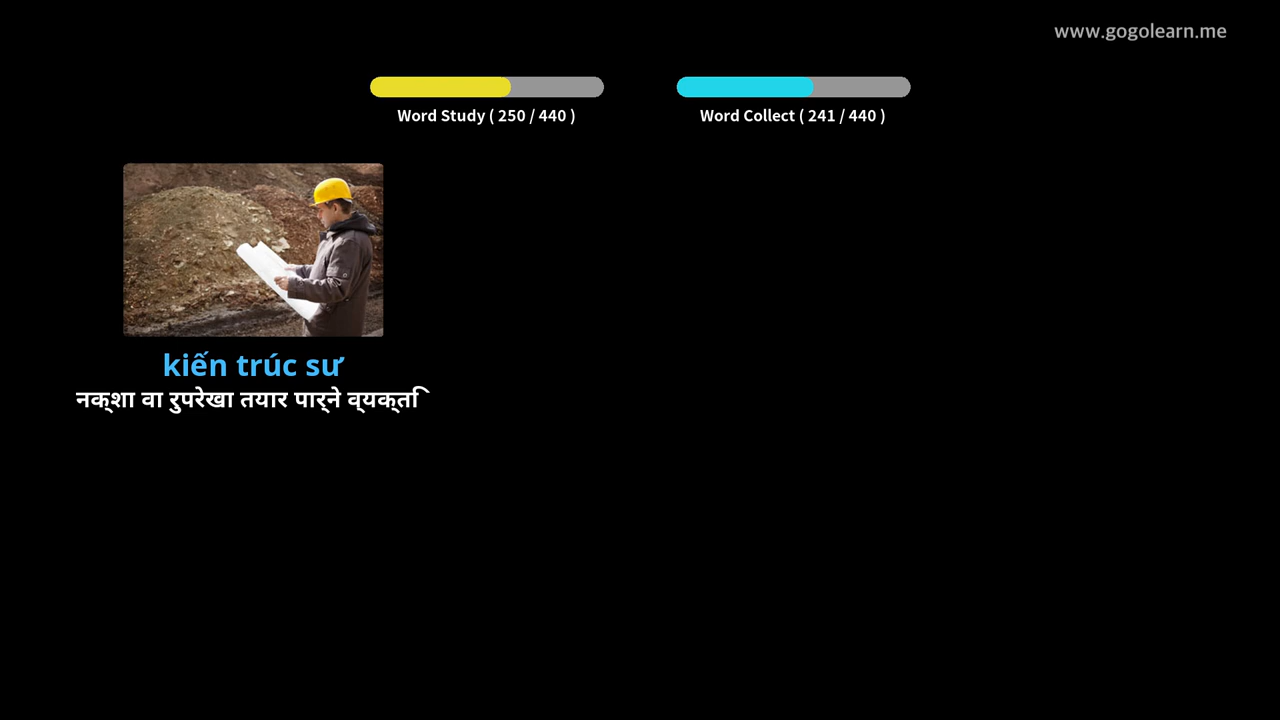 www.gogolearn.me
Word Study ( 250 / 440 )
Word Collect ( 241 / 440 )
kiến trúc sư
नक्शा वा रुपरेखा तयार पार्ने व्यक्ति